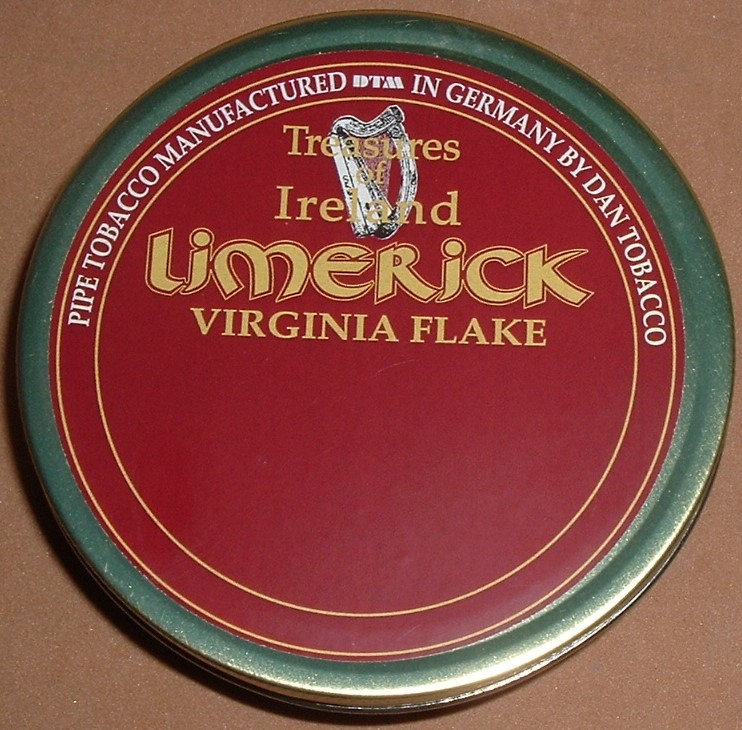 PIPE TOBACCO MANUFACTURED DTM IN GERMANY BY DAN TOBACCO
Treasures
of
Ireland
LiMERiCK
VIRGINIA FLAKE